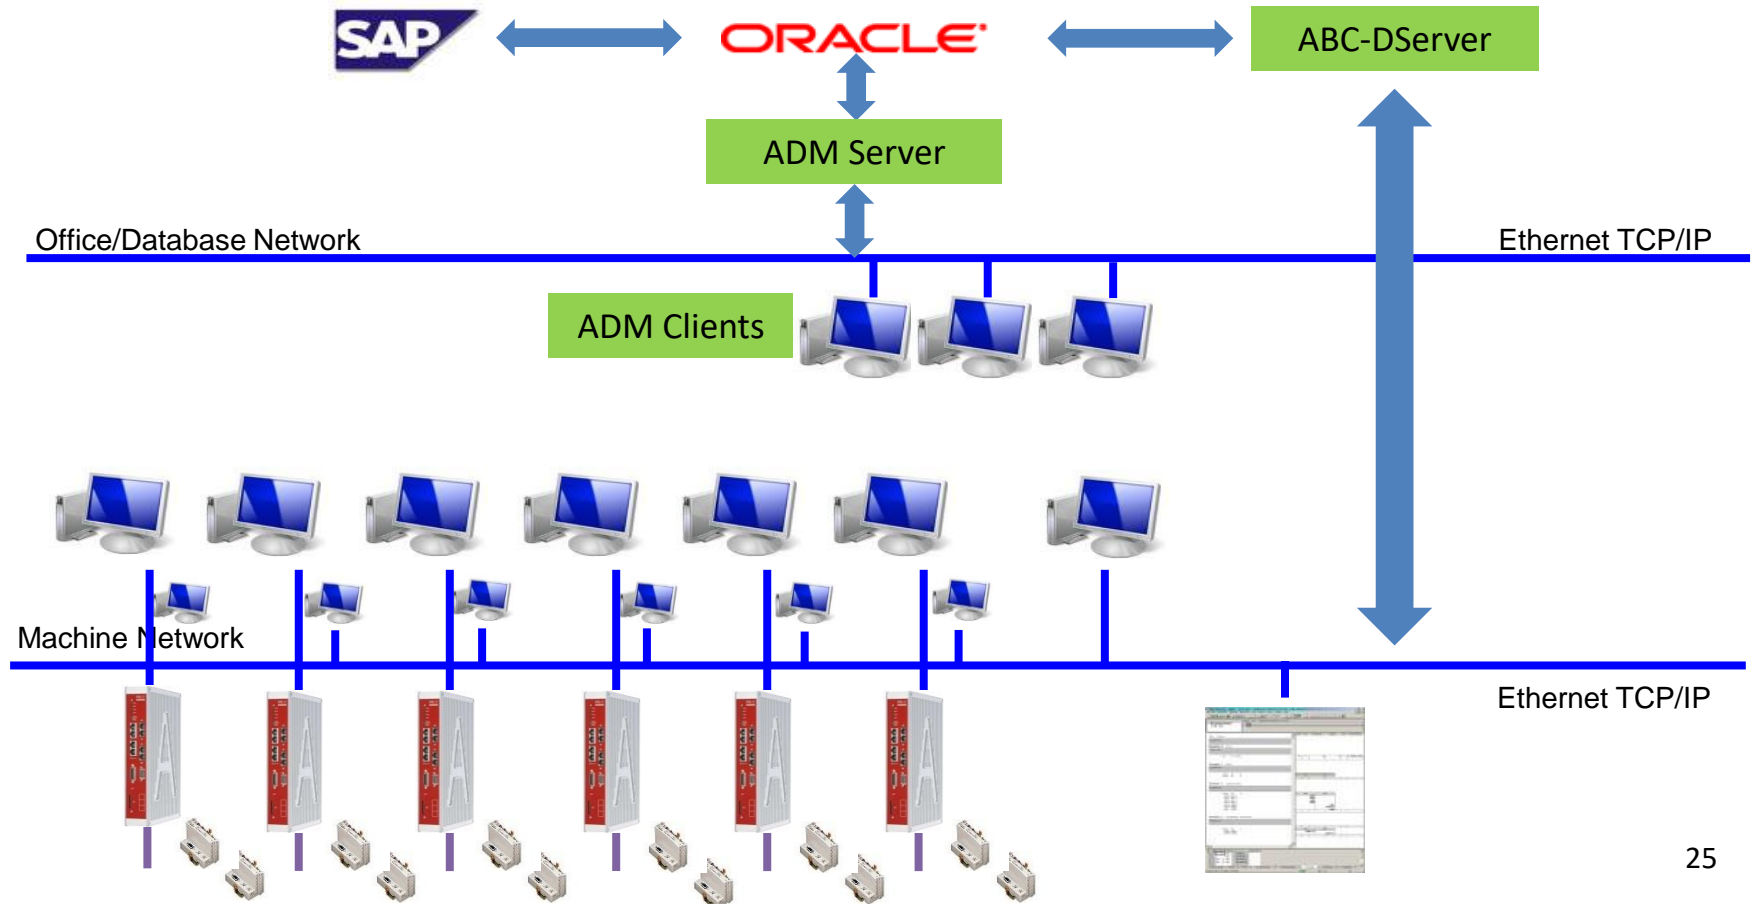 SAP
ORACLE
ABC-DServer
ADM Server
Office/Database Network
Ethernet TCP/IP
ADM Clients
Machine Network
Ethernet TCP/IP
25